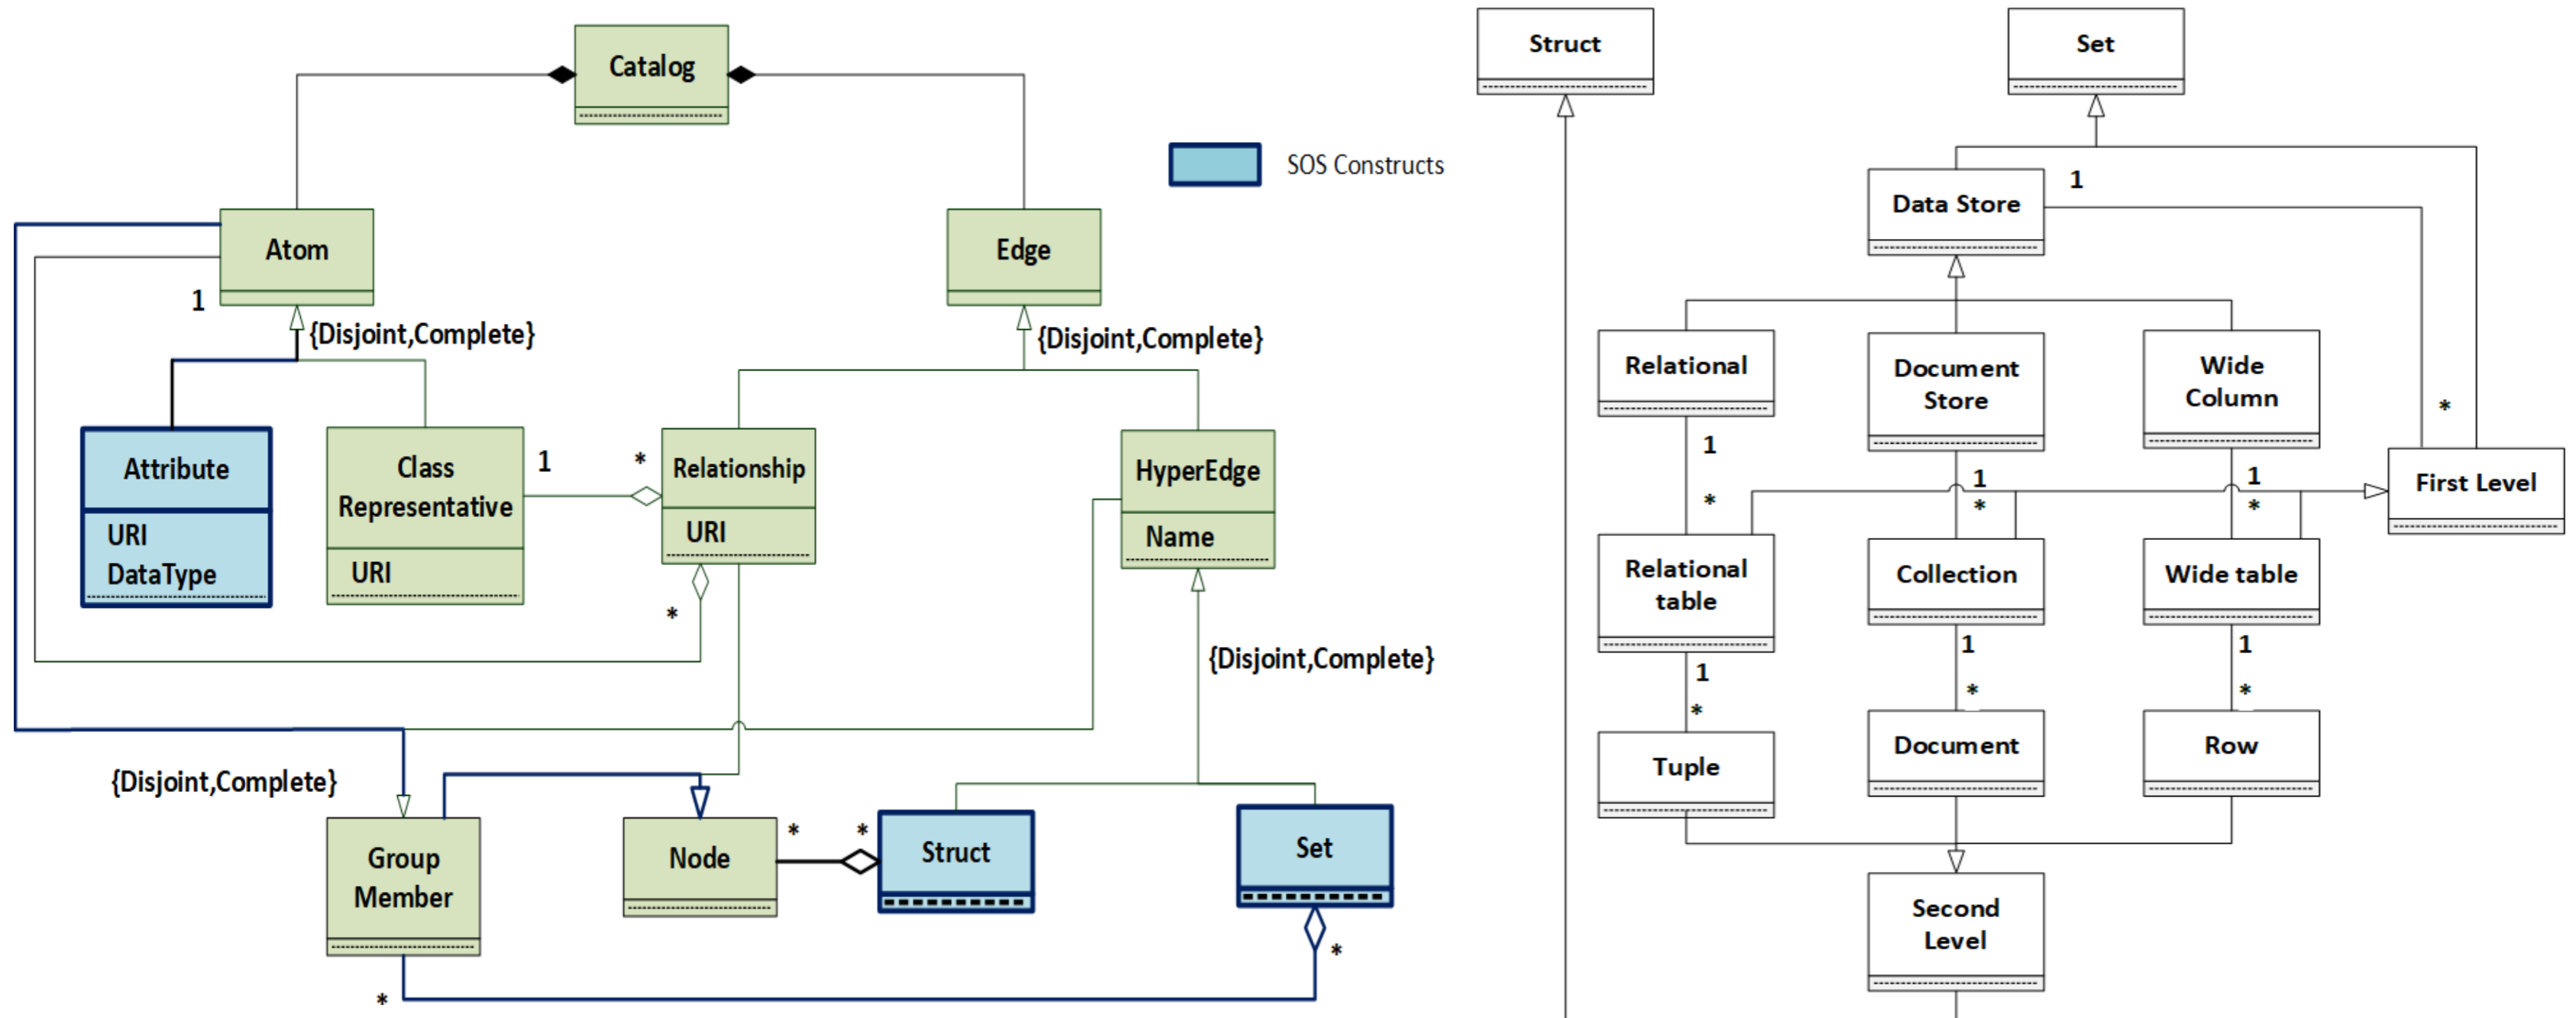 Catalog
SOS Constructs
Atom
Edge
1
{Disjoint,Complete}
{Disjoint,Complete}
Attribute
URI
DataType
Class
Representative
URI
1
*
Relationship
URI
*
HyperEdge
Name
{Disjoint,Complete}
{Disjoint,Complete}
Group
Member
*
Node
*
*
Struct
Set
*
Struct
Set
Data Store
1
*
Relational
Document
Store
Wide
Column
First Level
1
*
1
*
1
*
Relational
table
Collection
Wide table
1
*
1
*
1
*
Tuple
Document
Row
Second
Level